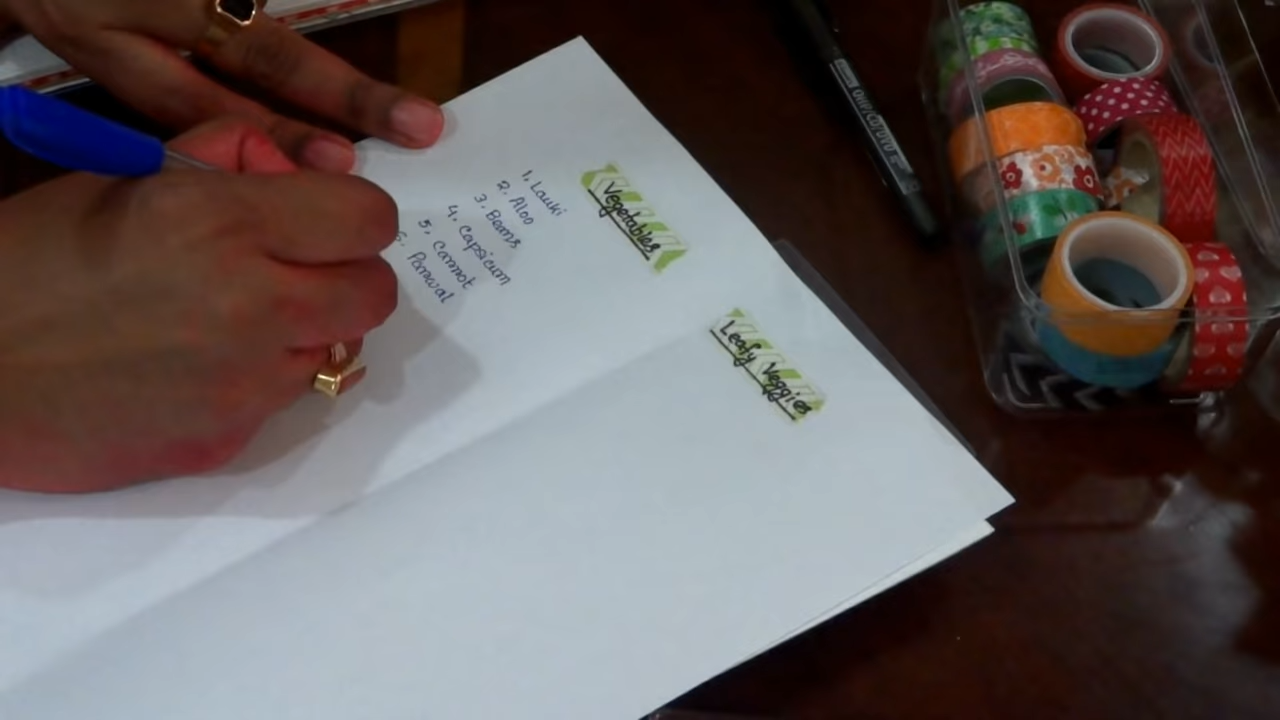 Vegetables
1. Lauki
2. Aloo
3. Beans
4. Capsicum
5. Carrot
6. Parwal
Leafy Veggies